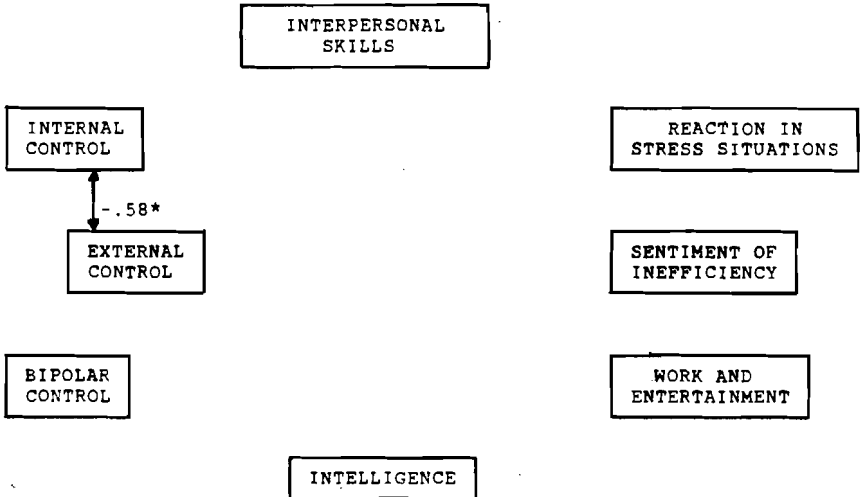 INTERPERSONAL
SKILLS
INTERNAL
CONTROL
REACTION IN
STRESS SITUATIONS
-.58*
EXTERNAL
CONTROL
SENTIMENT OF
INEFFICIENCY
BIPOLAR
CONTROL
WORK AND
ENTERTAINMENT
INTELLIGENCE